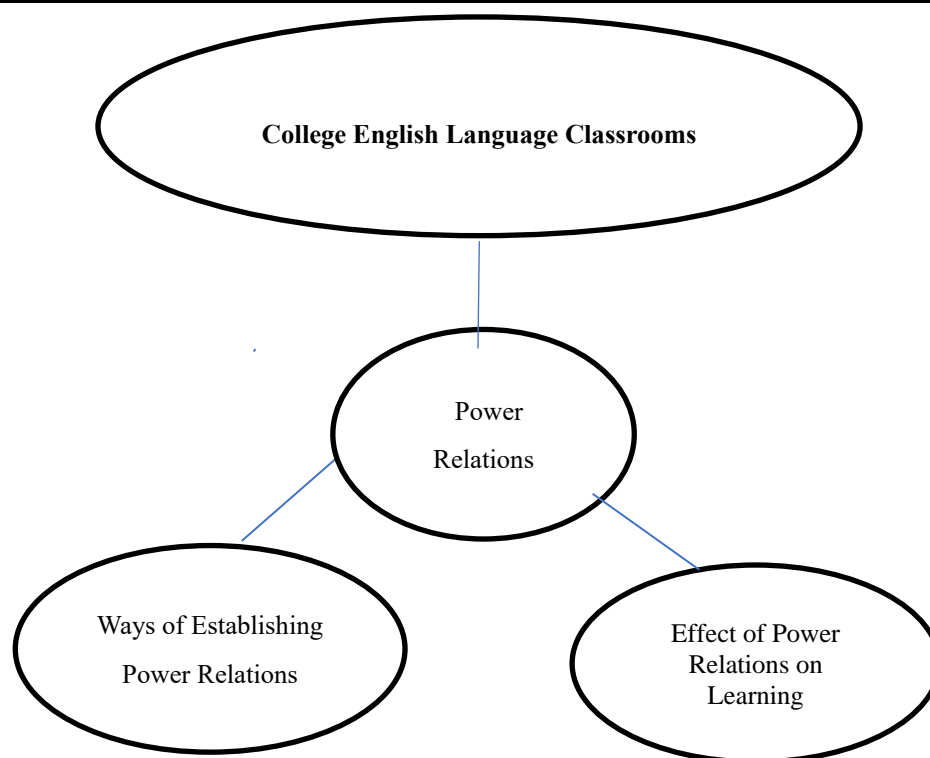 College English Language Classrooms
Power
Relations
Ways of Establishing
Power Relations
Effect of Power
Relations on
Learning